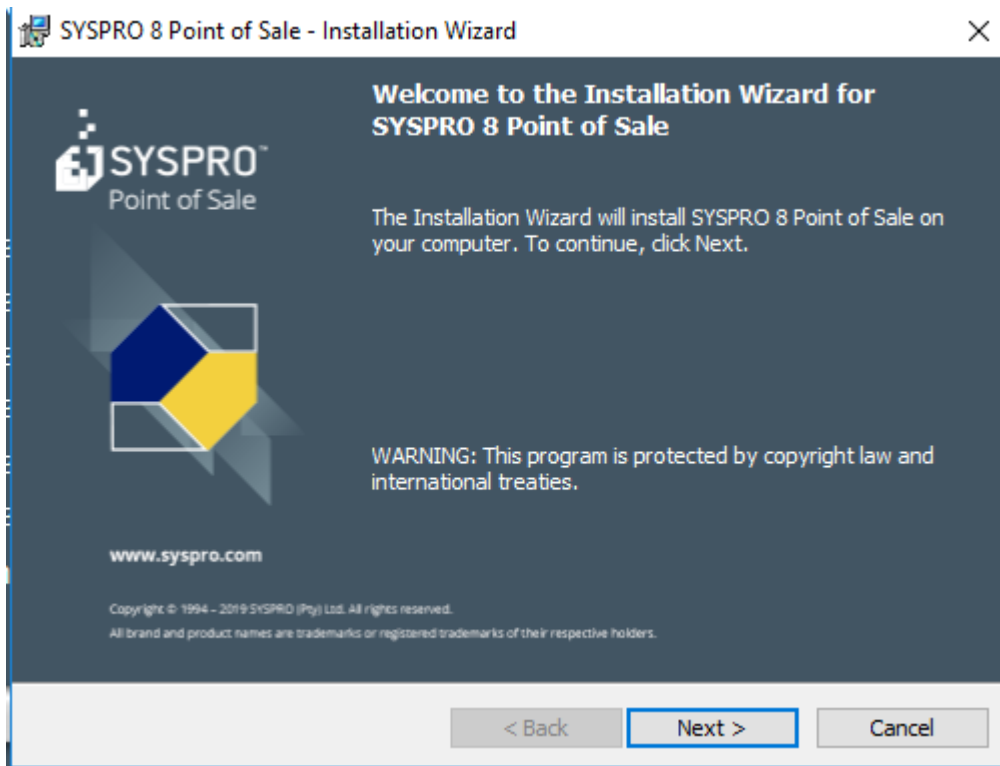 SYSPRO 8 Point of Sale - Installation Wizard
Welcome to the Installation Wizard for
SYSPRO 8 Point of Sale
SYSPRO™
Point of Sale
The Installation Wizard will install SYSPRO 8 Point of Sale on
your computer. To continue, click Next.
WARNING: This program is protected by copyright law and
international treaties.
www.syspro.com
Copyright © 1994 – 2019 SYSPRO (Pty) Ltd. All rights reserved.
All brand and product names are trademarks or registered trademarks of their respective holders.
< Back Next > Cancel